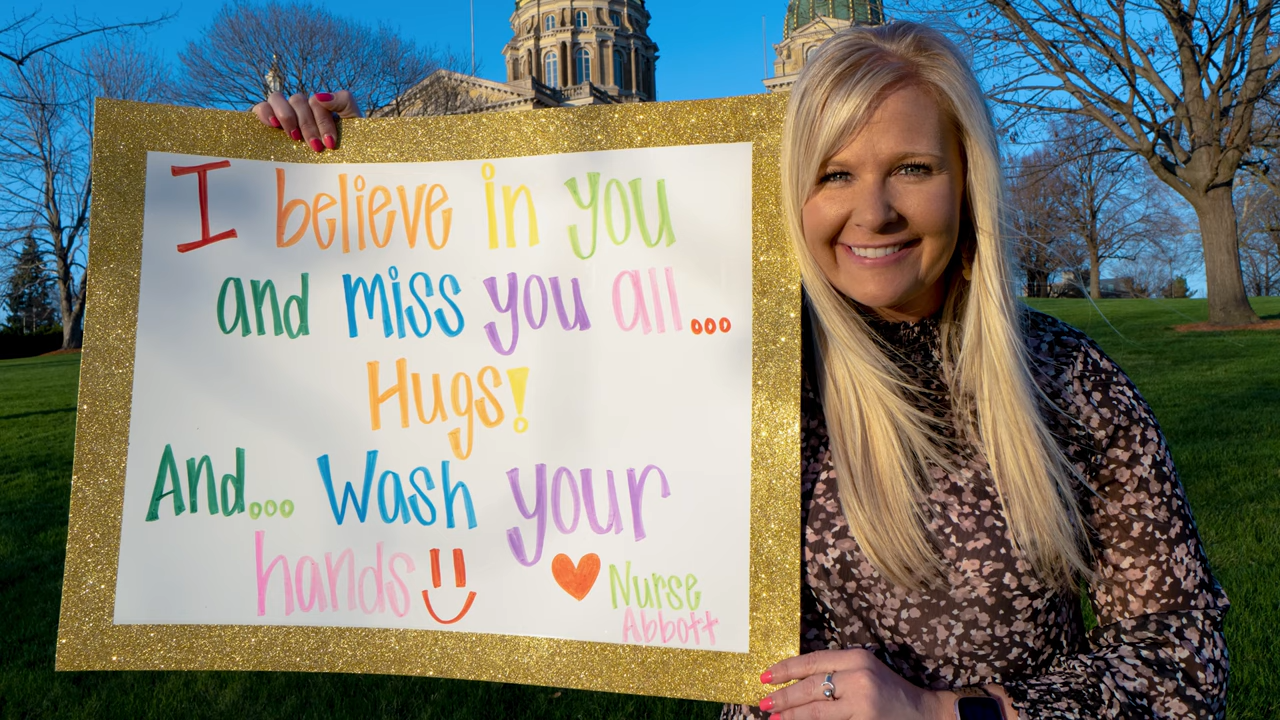 I believe in you
and miss you all...
Hugs!
And... Wash your
hands
Nurse
Abbott